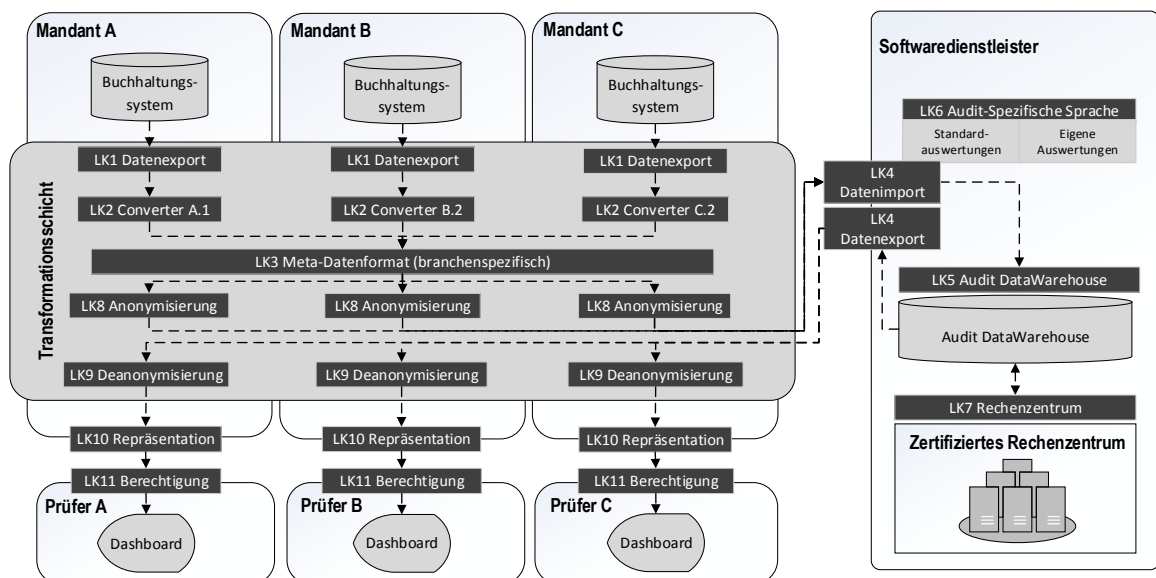 Mandant A
Mandant B
Mandant C
Buchhaltungs-
system
Buchhaltungs-
system
Buchhaltungs-
system
Transformationsschicht
LK1 Datenexport
LK1 Datenexport
LK1 Datenexport
LK2 Converter A.1
LK2 Converter B.2
LK2 Converter C.2
LK3 Meta-Datenformat (branchenspezifisch)
LK8 Anonymisierung
LK8 Anonymisierung
LK8 Anonymisierung
LK9 Deanonymisierung
LK9 Deanonymisierung
LK9 Deanonymisierung
LK10 Repräsentation
LK10 Repräsentation
LK10 Repräsentation
LK11 Berechtigung
LK11 Berechtigung
LK11 Berechtigung
Prüfer A
Prüfer B
Prüfer C
Dashboard
Dashboard
Dashboard
Softwaredienstleister
LK6 Audit-Spezifische Sprache
Standard-
auswertungen
Eigene
Auswertungen
LK4
Datenimport
LK4
Datenexport
LK5 Audit DataWarehouse
Audit DataWarehouse
LK7 Rechenzentrum
Zertifiziertes Rechenzentrum